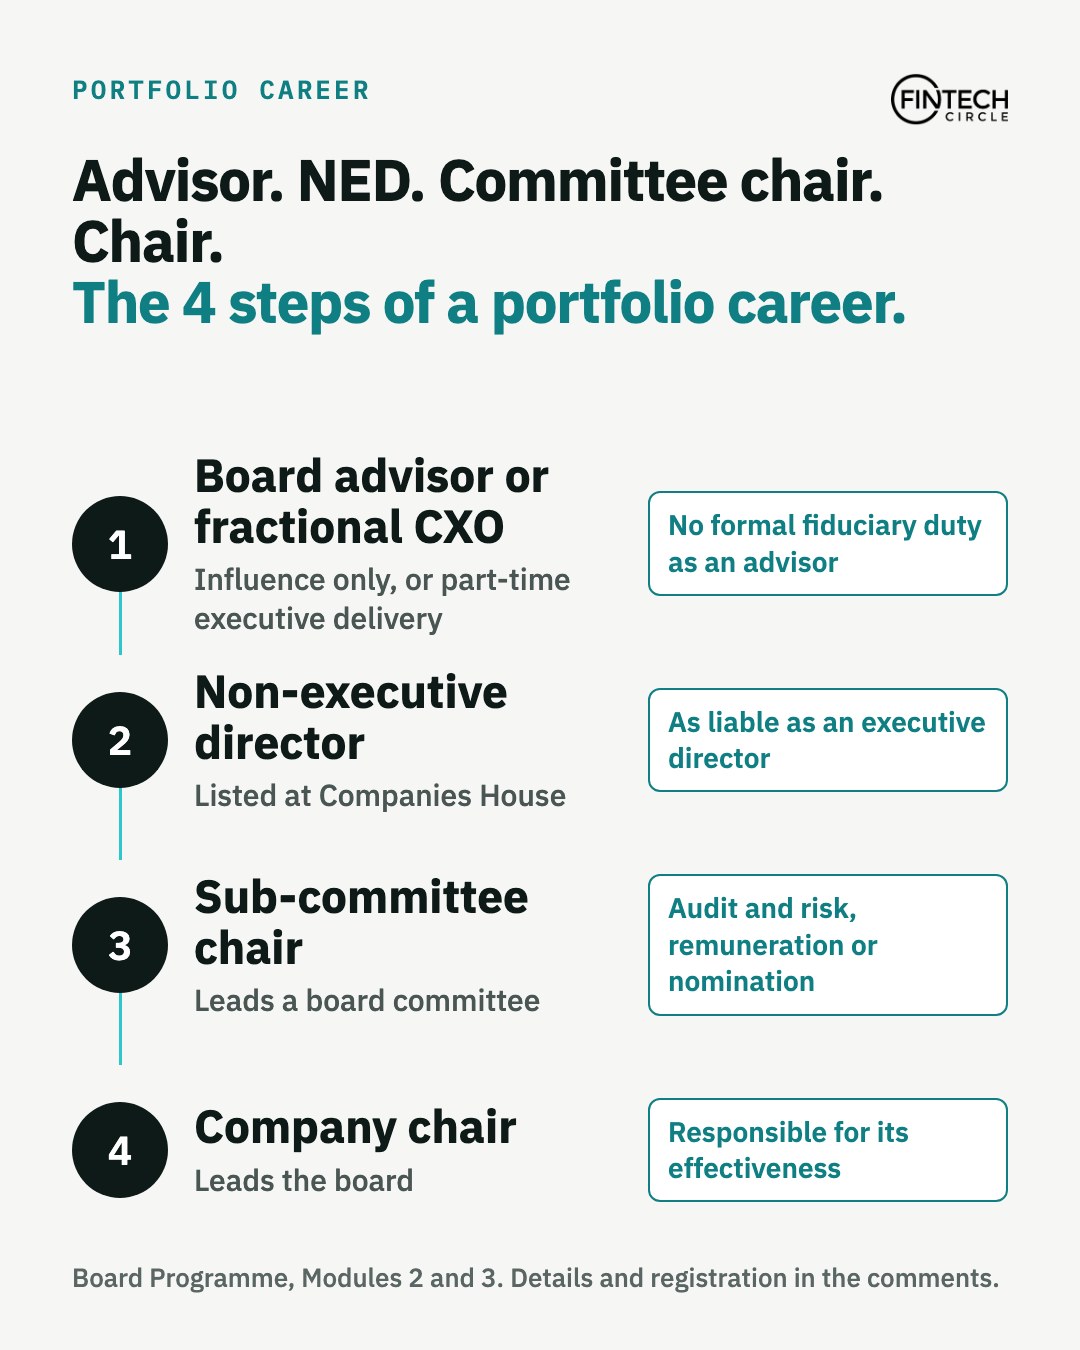 PORTFOLIO CAREER
FINTECH
CIRCLE
Advisor. NED. Committee chair.
Chair.
The 4 steps of a portfolio career.
1
Board advisor or
fractional CXO
Influence only, or part-time
executive delivery
No formal fiduciary duty
as an advisor
2
Non-executive
director
Listed at Companies House
As liable as an executive
director
3
Sub-committee
chair
Leads a board committee
Audit and risk,
remuneration or
nomination
4
Company chair
Leads the board
Responsible for its
effectiveness
Board Programme, Modules 2 and 3. Details and registration in the comments.